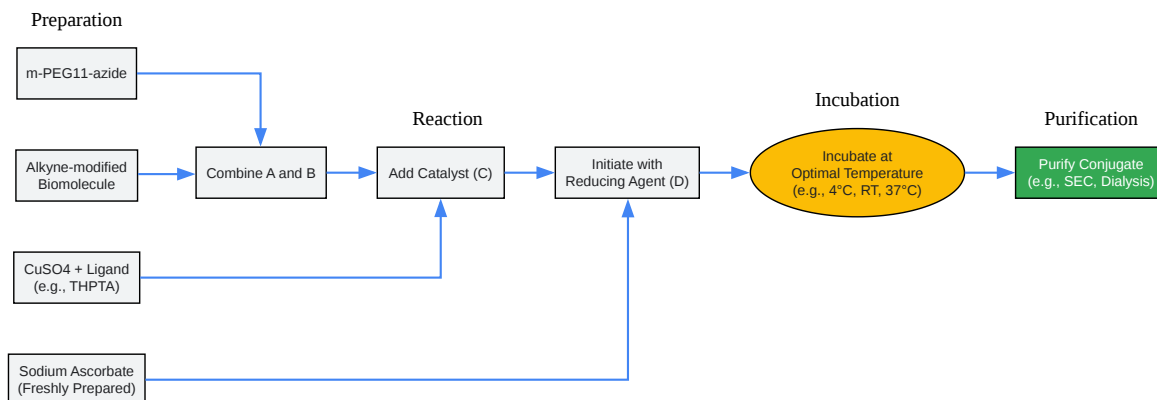 Preparation
m-PEG11-azide
Alkyne-modified
Biomolecule
CuSO4 + Ligand
(e.g., THPTA)
Sodium Ascorbate
(Freshly Prepared)
Combine A and B
Reaction
Add Catalyst (C)
Initiate with
Reducing Agent (D)
Incubation
Incubate at
Optimal Temperature
(e.g., 4°C, RT, 37°C)
Purification
Purify Conjugate
(e.g., SEC, Dialysis)